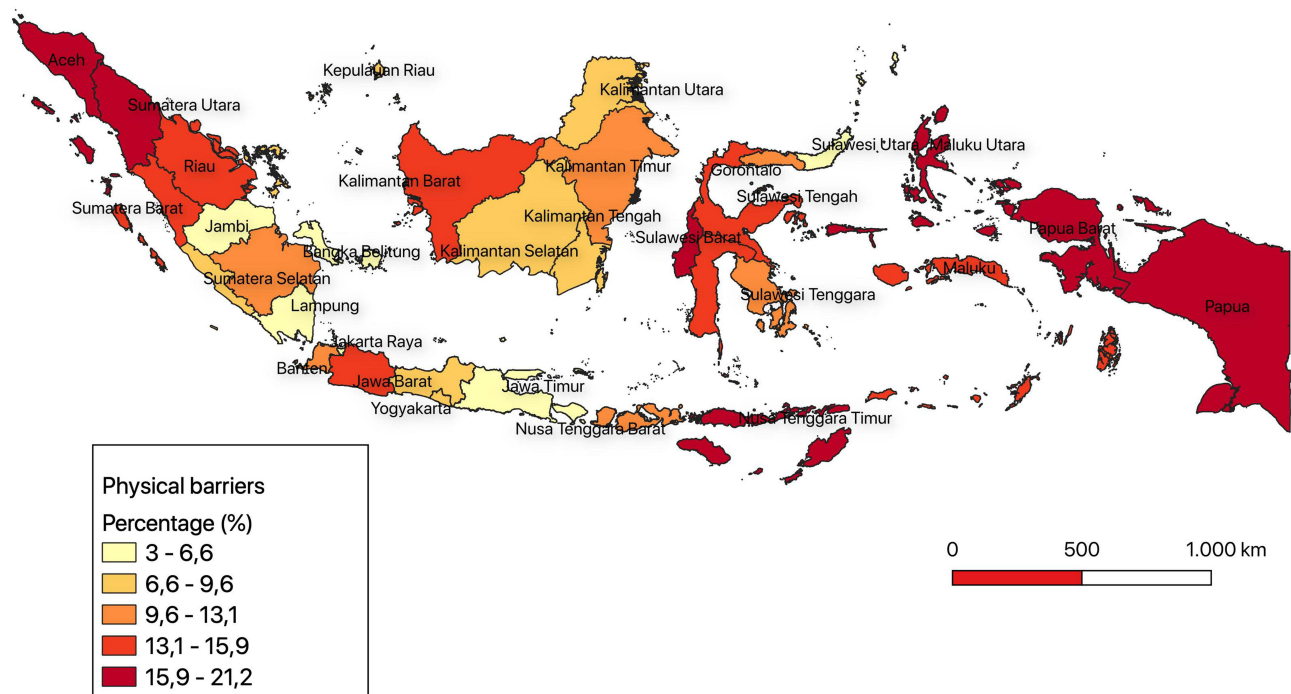 Aceh
Kepulauan Riau
Kalimantan Utara
Sumatera Utara
Sulawesi Utara
Maluku Utara
Riau
Kalimantan Timur
Gorontalo
Kalimantan Barat
Sulawesi Tengah
Sumatera Barat
Kalimantan Tengah
Jambi
Papua Barat
Sulawesi Barat
Bangka Belitung
Kalimantan Selatan
Maluku
Sumatera Selatan
Sulawesi Tenggara
Lampung
Papua
Jakarta Raya
Banten
Jawa Barat
Jawa Timur
Yogyakarta
Nusa Tenggara Timur
Nusa Tenggara Barat
Physical barriers
Percentage (%)
3 - 6,6
6,6 - 9,6
9,6 - 13,1
13,1 - 15,9
15,9 - 21,2
0 500 1.000 km